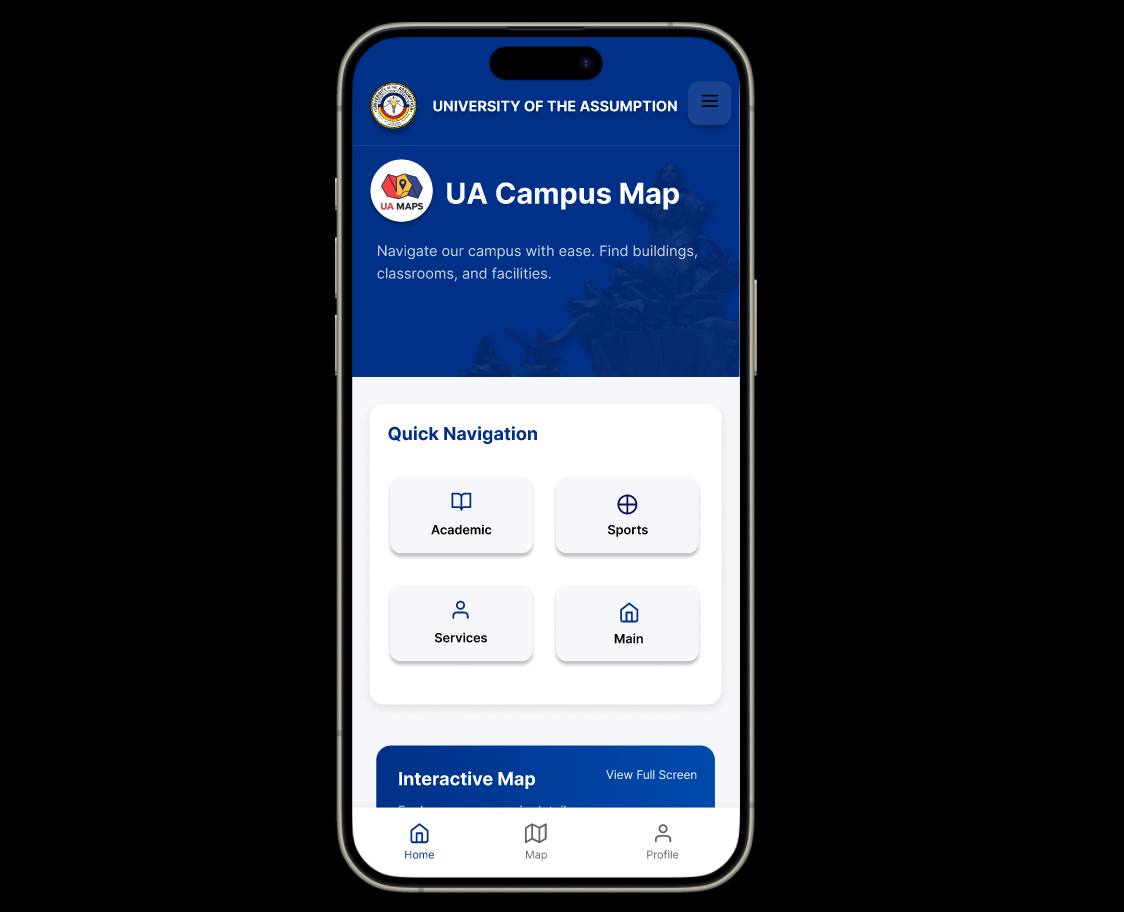 UNIVERSITY OF THE ASSUMPTION
UA MAPS
UA Campus Map
Navigate our campus with ease. Find buildings,
classrooms, and facilities.
Quick Navigation
Academic
Sports
Services
Main
Interactive Map
View Full Screen
Home
Map
Profile